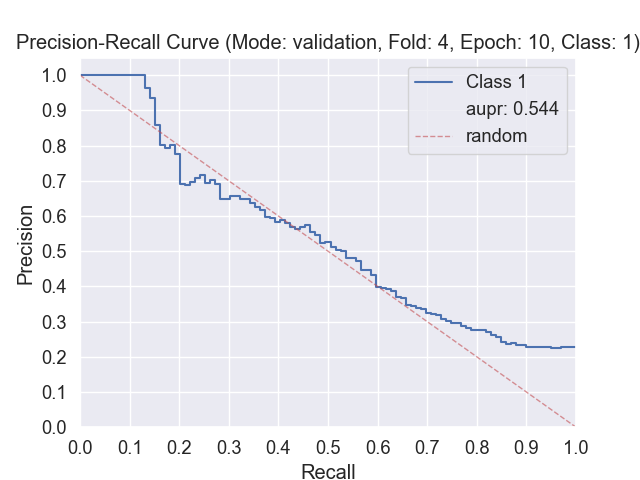 Precision-Recall Curve (Mode: validation, Fold: 4, Epoch: 10, Class: 1)
Class 1
aupr: 0.544
random
1.0
0.9
0.8
0.7
0.6
0.5
0.4
0.3
0.2
0.1
0.0
Precision
0.0 0.1 0.2 0.3 0.4 0.5 0.6 0.7 0.8 0.9 1.0
Recall